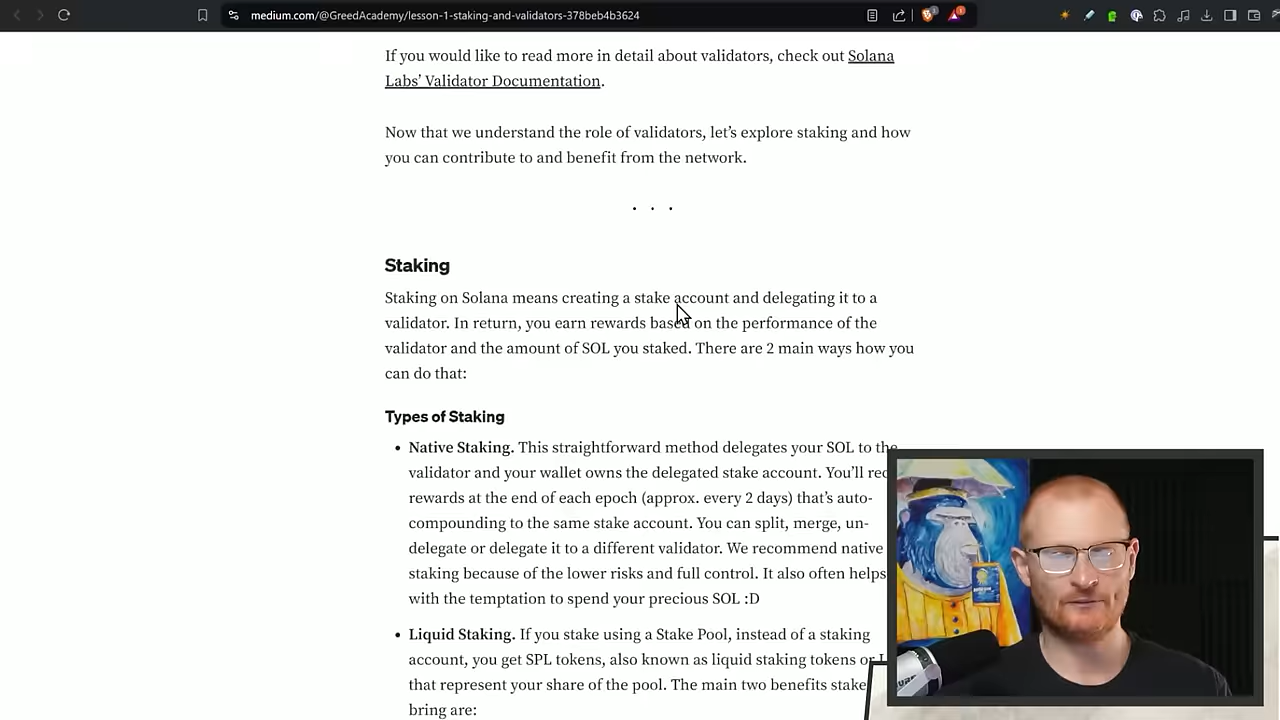 medium.com/@GreedAcademy/lesson-1-staking-and-validators-378beb4b3624
If you would like to read more in detail about validators, check out Solana
Labs’ Validator Documentation.
Now that we understand the role of validators, let’s explore staking and how
you can contribute to and benefit from the network.
. . .
Staking
Staking on Solana means creating a stake account and delegating it to a
validator. In return, you earn rewards based on the performance of the
validator and the amount of SOL you staked. There are 2 main ways how you
can do that:
Types of Staking
• Native Staking. This straightforward method delegates your SOL to the
validator and your wallet owns the delegated stake account. You’ll rec
rewards at the end of each epoch (approx. every 2 days) that’s auto-
compounding to the same stake account. You can split, merge, un-
delegate or delegate it to a different validator. We recommend native
staking because of the lower risks and full control. It also often helps
with the temptation to spend your precious SOL :D
• Liquid Staking. If you stake using a Stake Pool, instead of a staking
account, you get SPL tokens, also known as liquid staking tokens or L
that represent your share of the pool. The main two benefits stake
bring are: